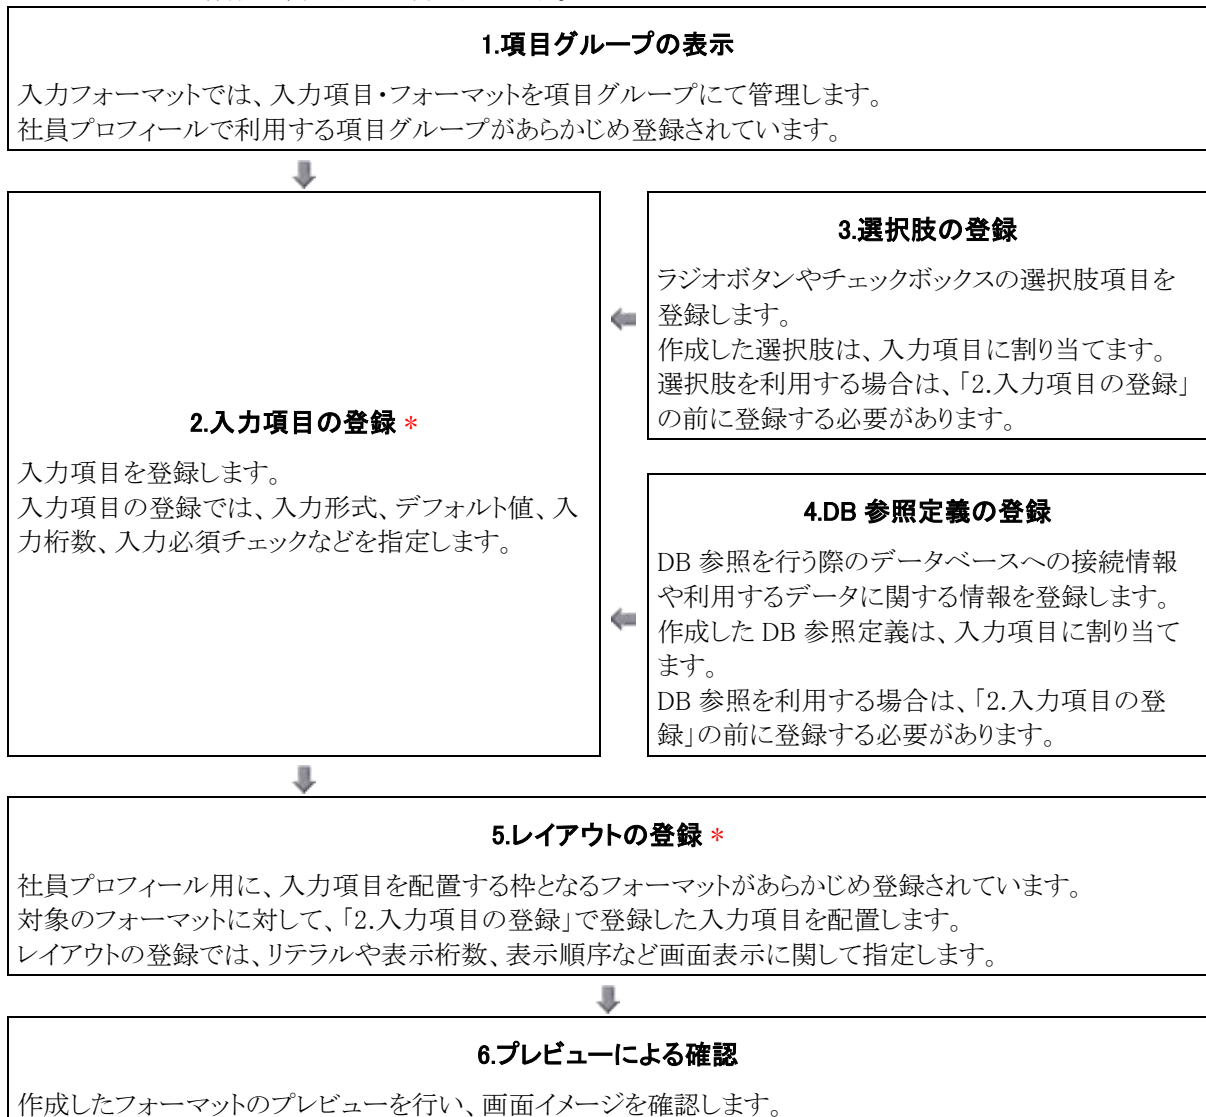 1.項目グループの表示
入力フォーマットでは、入力項目・フォーマットを項目グループにて管理します。
社員プロフィールで利用する項目グループがあらかじめ登録されています。
2.入力項目の登録 *
入力項目を登録します。
入力項目の登録では、入力形式、デフォルト値、入
力桁数、入力必須チェックなどを指定します。
3.選択肢の登録
ラジオボタンやチェックボックスの選択肢項目を
登録します。
作成した選択肢は、入力項目に割り当てます。
選択肢を利用する場合は、「2.入力項目の登録」
の前に登録する必要があります。
4.DB 参照定義の登録
DB 参照を行う際のデータベースへの接続情報
や利用するデータに関する情報を登録します。
作成した DB 参照定義は、入力項目に割り当て
ます。
DB 参照を利用する場合は、「2.入力項目の登
録」の前に登録する必要があります。
5.レイアウトの登録 *
社員プロフィール用に、入力項目を配置する枠となるフォーマットがあらかじめ登録されています。
対象のフォーマットに対して、「2.入力項目の登録」で登録した入力項目を配置します。
レイアウトの登録では、リテラルや表示桁数、表示順序など画面表示に関して指定します。
6.プレビューによる確認
作成したフォーマットのプレビューを行い、画面イメージを確認します。